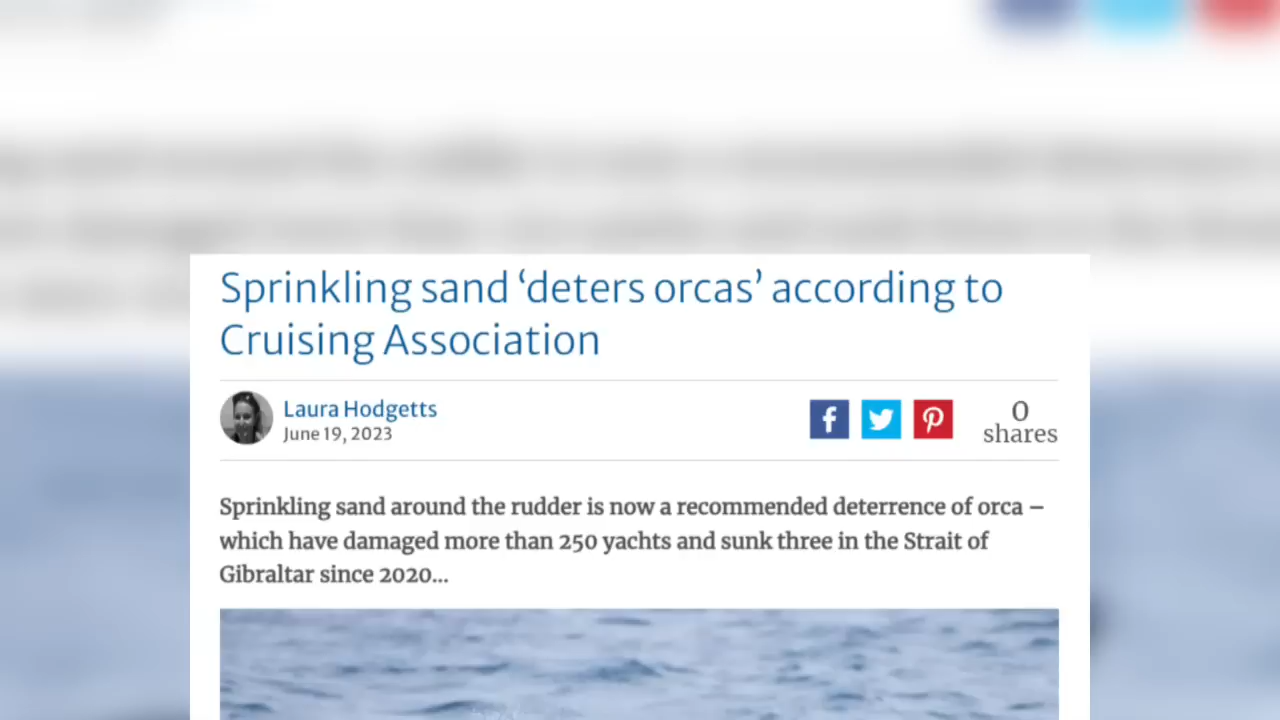 Sprinkling sand ‘deters orcas’ according to
Cruising Association
Laura Hodgetts
June 19, 2023
0
shares
Sprinkling sand around the rudder is now a recommended deterrence of orca –
which have damaged more than 250 yachts and sunk three in the Strait of
Gibraltar since 2020...